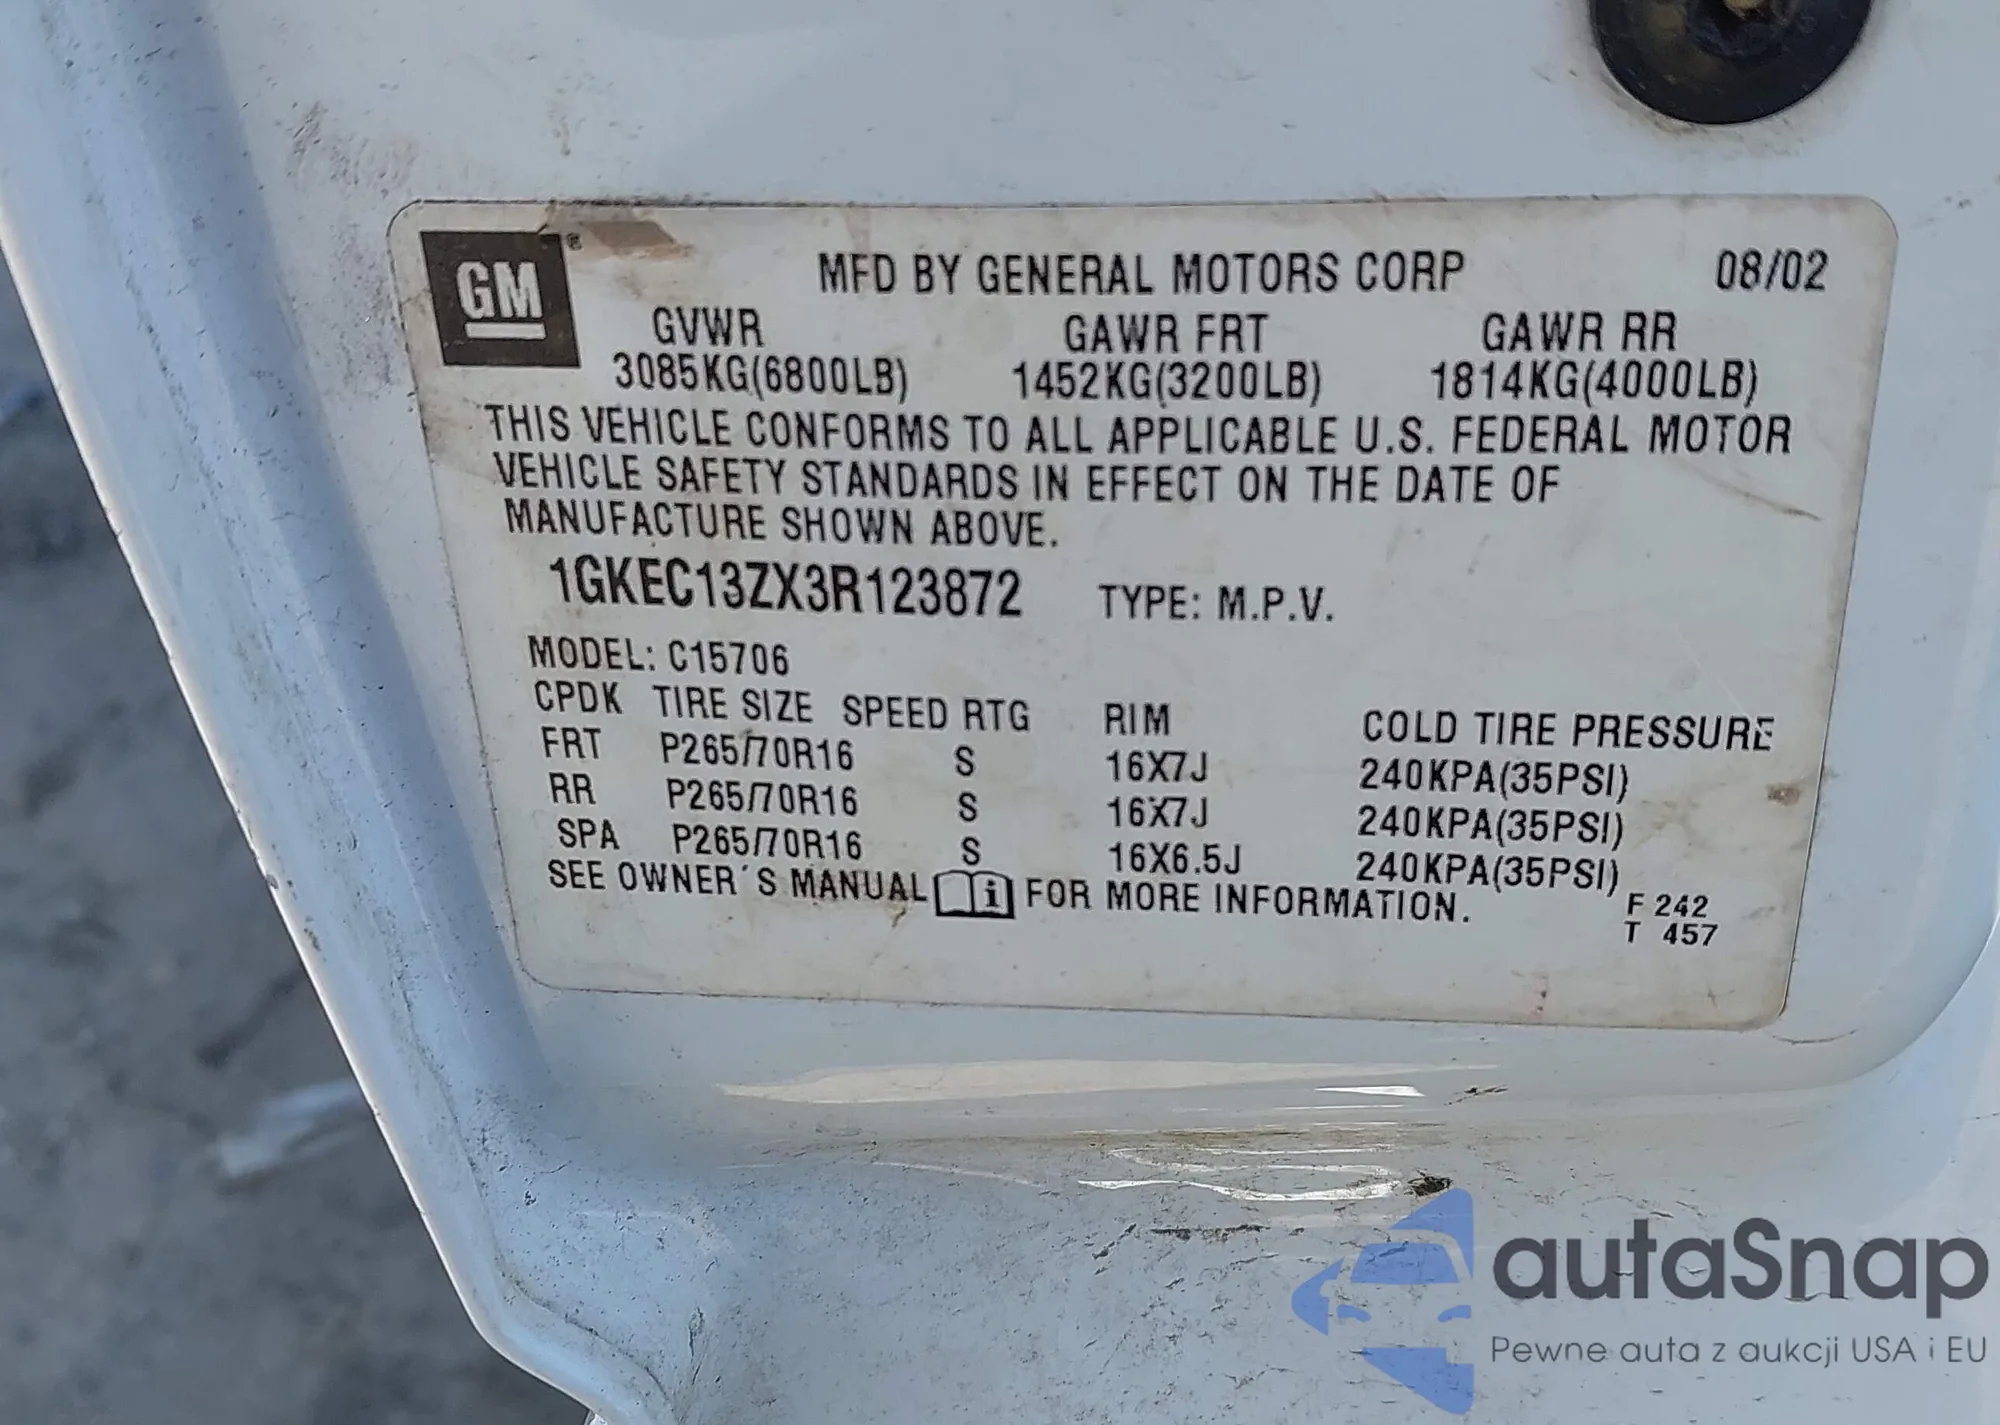 GM ®
MFD BY GENERAL MOTORS CORP 08/02
GVWR GAWR FRT GAWR RR
3085KG(6800LB) 1452KG(3200LB) 1814KG(4000LB)
THIS VEHICLE CONFORMS TO ALL APPLICABLE U.S. FEDERAL MOTOR
VEHICLE SAFETY STANDARDS IN EFFECT ON THE DATE OF
MANUFACTURE SHOWN ABOVE.
1GKEC13ZX3R123872 TYPE: M.P.V.
MODEL: C15706
CPDK TIRE SIZE SPEED RTG RIM COLD TIRE PRESSURE
FRT P265/70R16 S 16X7J 240KPA(35PSI)
RR P265/70R16 S 16X7J 240KPA(35PSI)
SPA P265/70R16 S 16X6.5J 240KPA(35PSI)
SEE OWNER´S MANUAL i FOR MORE INFORMATION.
F 242
T 457
autaSnap
Pewne auta z aukcji USA i EU